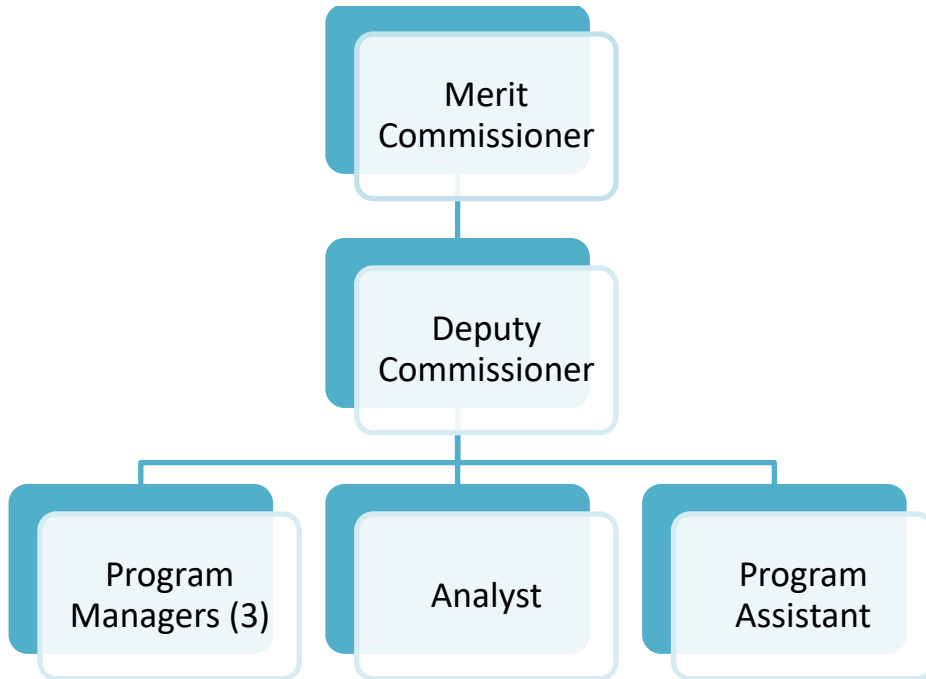 Merit
Commissioner
Deputy
Commissioner
Program
Managers (3)
Analyst
Program
Assistant